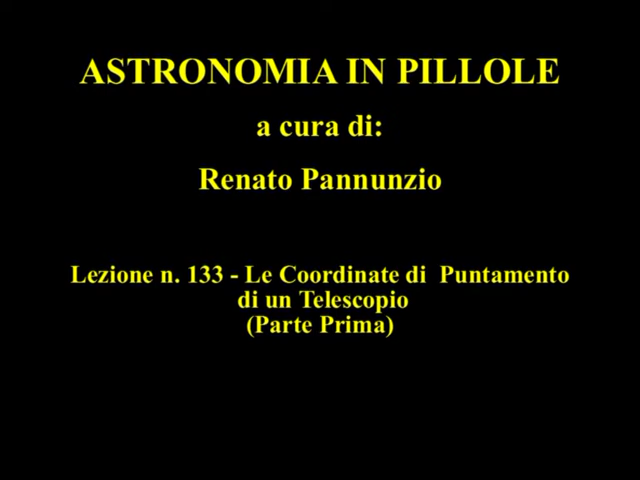 ASTRONOMIA IN PILLOLE
a cura di:
Renato Pannunzio
Lezione n. 133 - Le Coordinate di Puntamento
di un Telescopio
(Parte Prima)